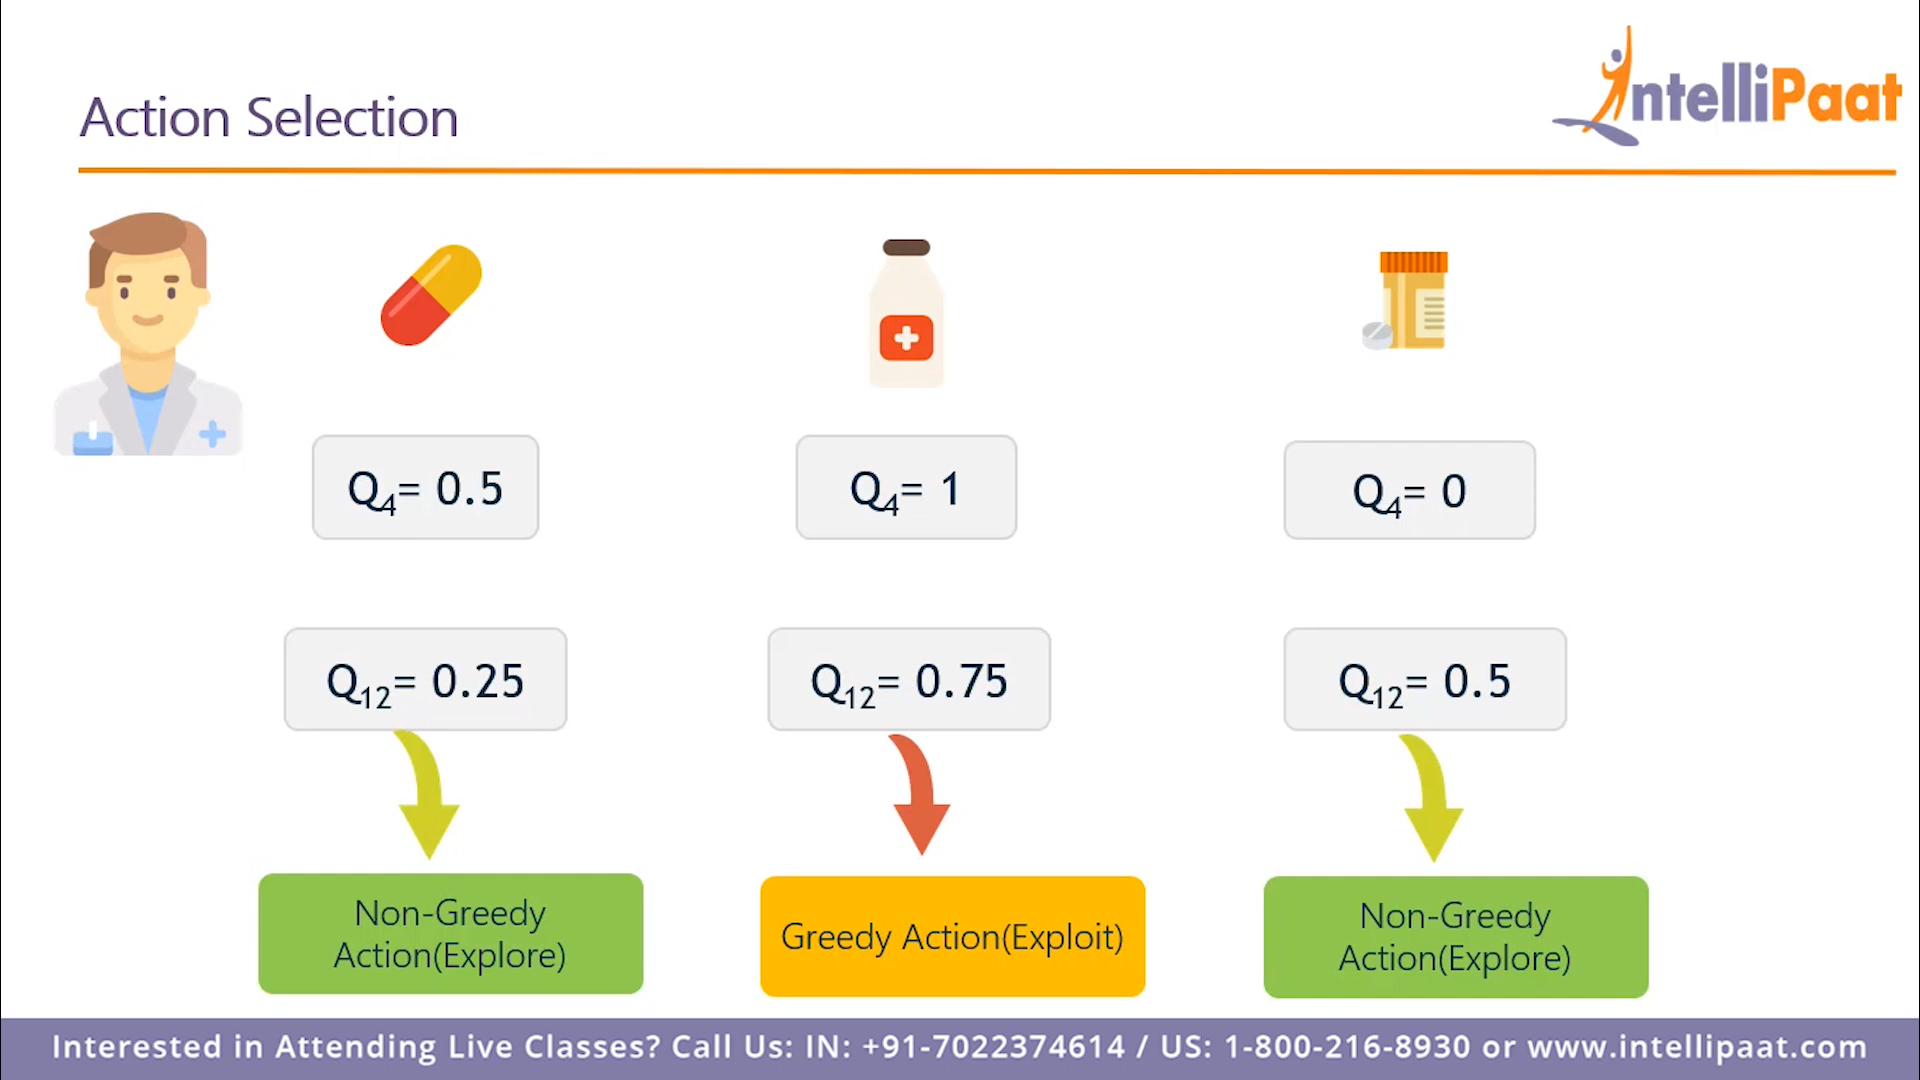 IntelliPaat
Action Selection
Q4= 0.5
Q4= 1
Q4= 0
Q12= 0.25
Q12= 0.75
Q12= 0.5
Non-Greedy
Action(Explore)
Greedy Action(Exploit)
Non-Greedy
Action(Explore)
Interested in Attending Live Classes? Call Us: IN: +91-7022374614 / US: 1-800-216-8930 or www.intellipaat.com